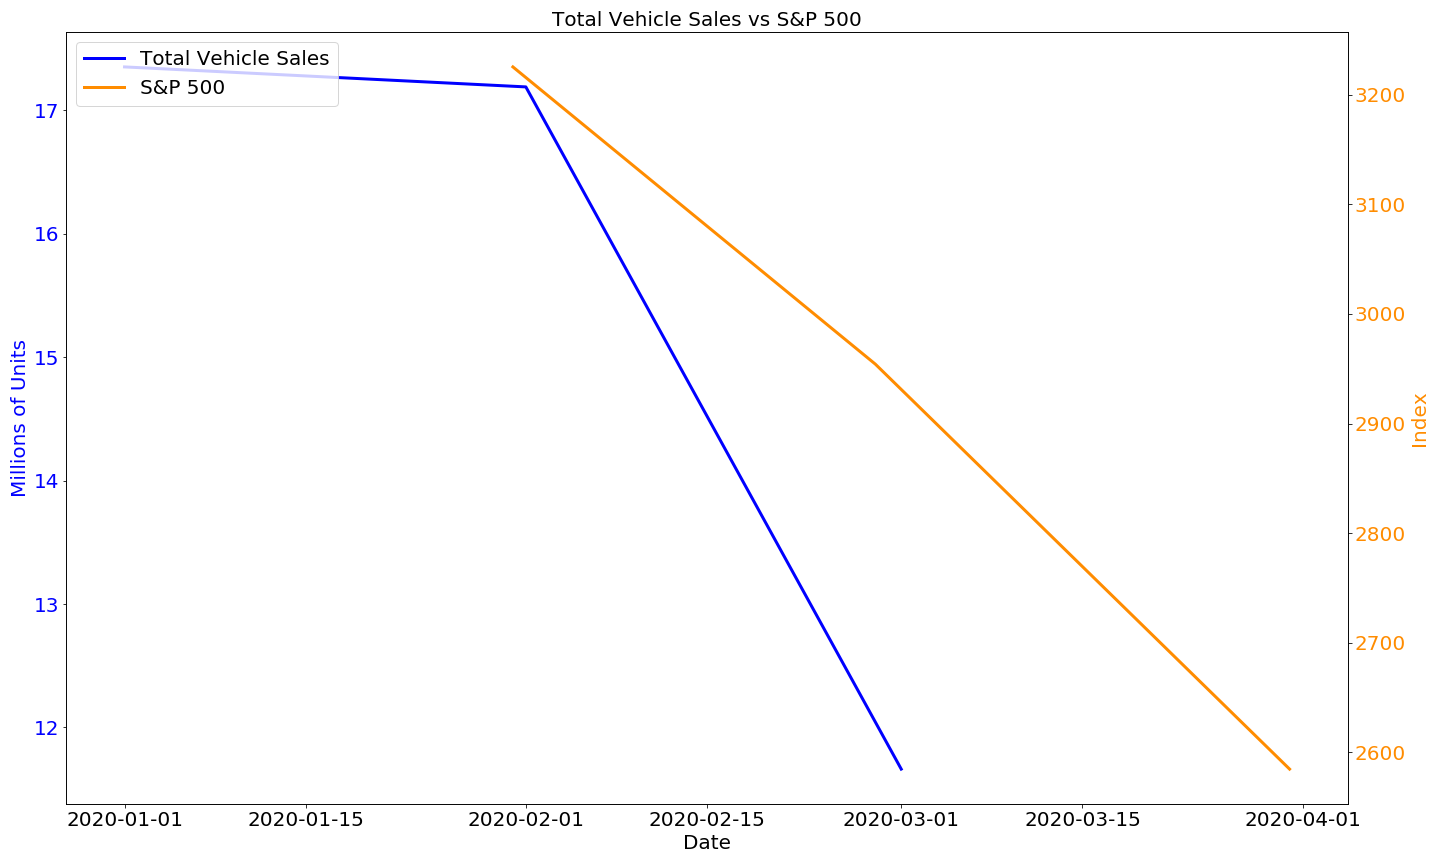 Total Vehicle Sales vs S&P 500
Total Vehicle Sales
S&P 500
17
16
15
14
13
12
Millions of Units
3200
3100
3000
2900
2800
2700
2600
Index
2020-01-01 2020-01-15 2020-02-01 2020-02-15 2020-03-01 2020-03-15 2020-04-01
Date